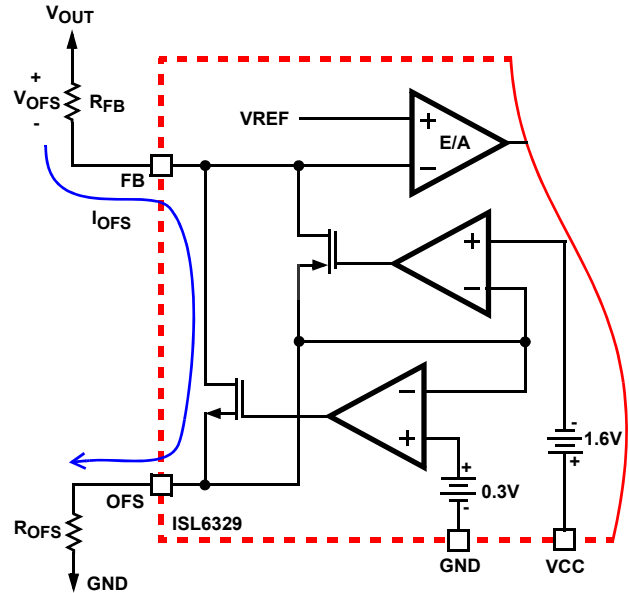 VOUT
+
VOFS
-
RFB
VREF
+
E/A
-
FB
IOFS
+
-
-
+
-
1.6V
+
+
0.3V
-
OFS
ISL6329
ROFS
GND
GND
VCC